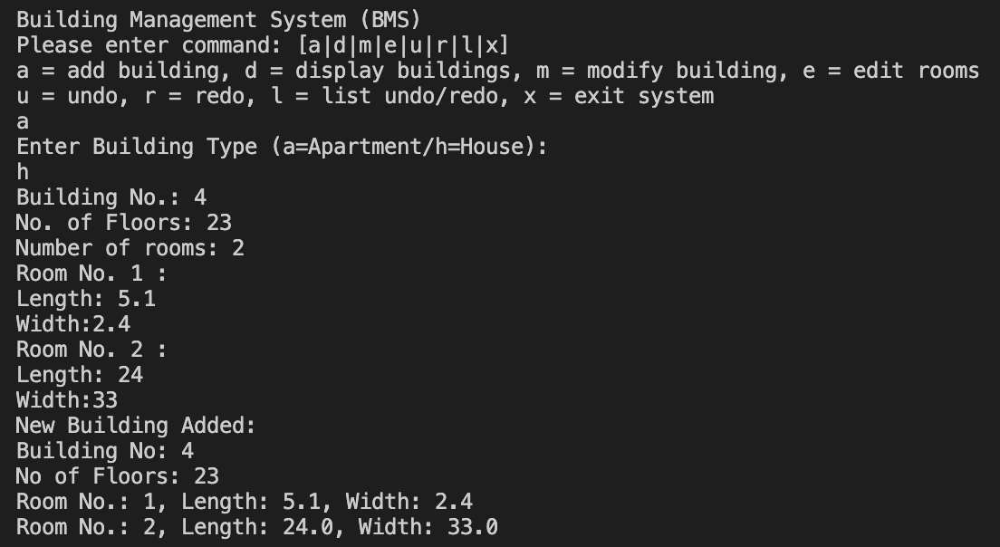 Building Management System (BMS)
Please enter command: [a|d|m|e|u|r|l|x]
a = add building, d = display buildings, m = modify building, e = edit rooms
u = undo, r = redo, l = list undo/redo, x = exit system
a
Enter Building Type (a=Apartment/h=House):
h
Building No.: 4
No. of Floors: 23
Number of rooms: 2
Room No. 1 :
Length: 5.1
Width:2.4
Room No. 2 :
Length: 24
Width:33
New Building Added:
Building No: 4
No of Floors: 23
Room No.: 1, Length: 5.1, Width: 2.4
Room No.: 2, Length: 24.0, Width: 33.0